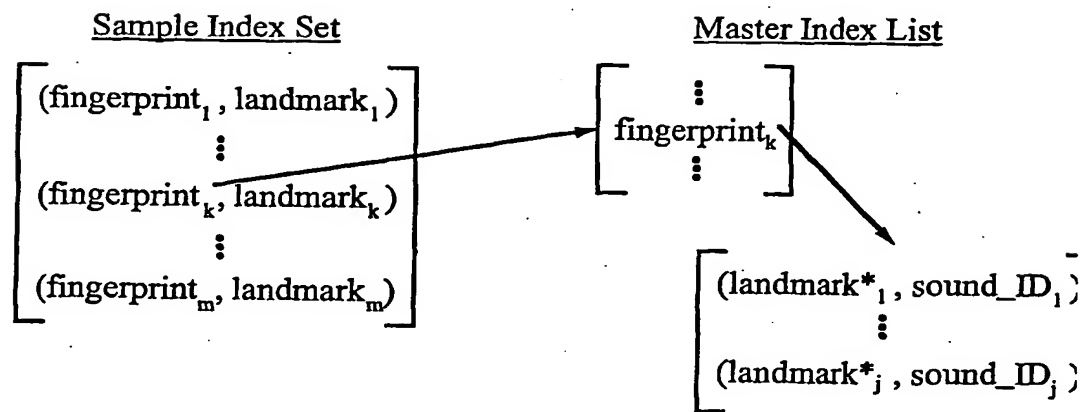 Sample Index Set
(fingerprint₁, landmark₁)
(fingerprintₖ, landmarkₖ)
(fingerprintₘ, landmarkₘ)
Master Index List
fingerprintₖ
(landmark*₁, sound_ID₁)
(landmark*ⱼ, sound_IDⱼ)